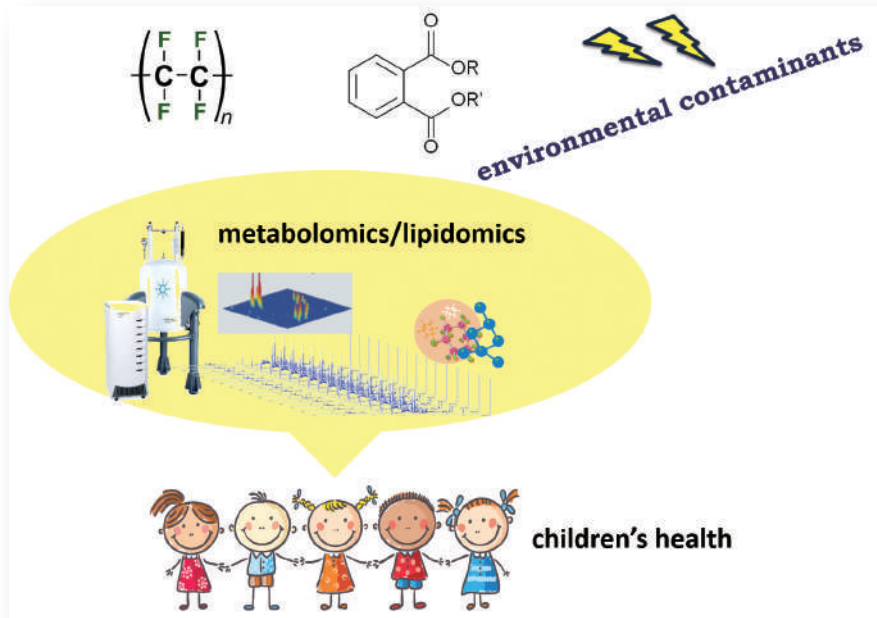 F F
C C
F F
n
O
OR
OR'
O
environmental contaminants
metabolomics/lipidomics
children's health